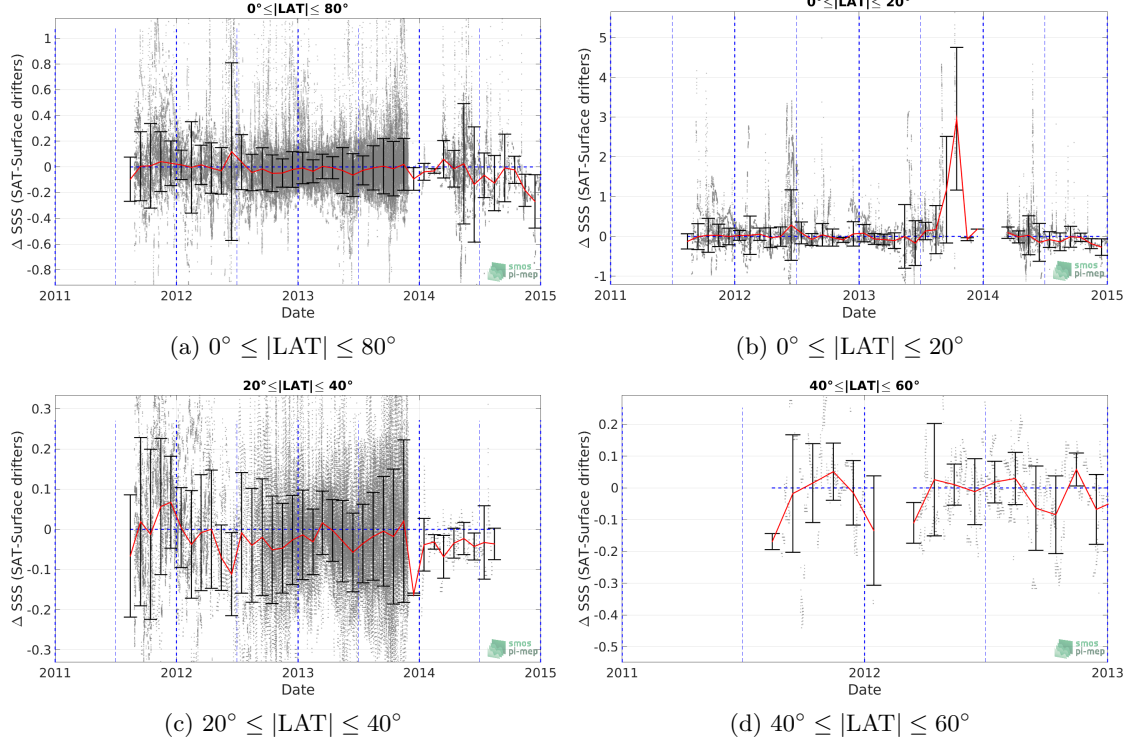 0°≤|LAT|≤ 80°
Δ SSS (SAT-Surface drifters)
1
0.8
0.6
0.4
0.2
0
-0.2
-0.4
-0.6
-0.8
smos
pi-mep
2011 2012 2013 2014 2015
Date
(a) 0° ≤ |LAT| ≤ 80°
0°≤|LAT|≤ 20°
Δ SSS (SAT-Surface drifters)
5
4
3
2
1
0
-1
smos
pi-mep
2011 2012 2013 2014 2015
Date
(b) 0° ≤ |LAT| ≤ 20°
20°≤|LAT|≤ 40°
Δ SSS (SAT-Surface drifters)
0.3
0.2
0.1
0
-0.1
-0.2
-0.3
smos
pi-mep
2011 2012 2013 2014 2015
Date
(c) 20° ≤ |LAT| ≤ 40°
40°≤|LAT|≤ 60°
Δ SSS (SAT-Surface drifters)
0.2
0.1
0
-0.1
-0.2
-0.3
-0.4
-0.5
smos
pi-mep
2011 2012 2013
Date
(d) 40° ≤ |LAT| ≤ 60°